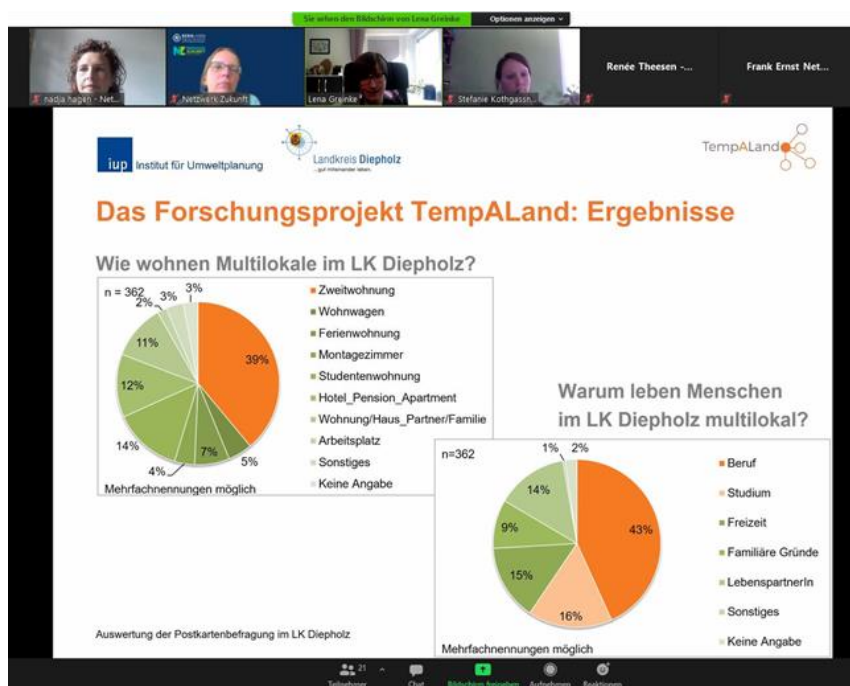 Sie sehen den Bildschirm von Lena Greinke
Optionen anzeigen
nadja hagen - Net...
Netzwerk Zukunft
Lena Greinke
Stefanie Kothgassn...
Renée Theesen -...
Frank Ernst Net...
iup Institut für Umweltplanung
Landkreis Diepholz
...gut miteinander leben.
TempALand
Das Forschungsprojekt TempALand: Ergebnisse
Wie wohnen Multilokale im LK Diepholz?
n = 362
2%
3%
3%
11%
39%
12%
14%
4%
7%
5%
Zweitwohnung
Wohnwagen
Ferienwohnung
Montagezimmer
Studentenwohnung
Hotel_Pension_Apartment
Wohnung/Haus_Partner/Familie
Arbeitsplatz
Sonstiges
Keine Angabe
Mehrfachnennungen möglich
Warum leben Menschen
im LK Diepholz multilokal?
n=362
1%
2%
14%
43%
9%
15%
16%
Beruf
Studium
Freizeit
Familiäre Gründe
LebenspartnerIn
Sonstiges
Keine Angabe
Mehrfachnennungen möglich
Auswertung der Postkartenbefragung im LK Diepholz
21
Teilnehmer
Chat
Bildschirm freigeben
Aufnehmen
Reaktionen